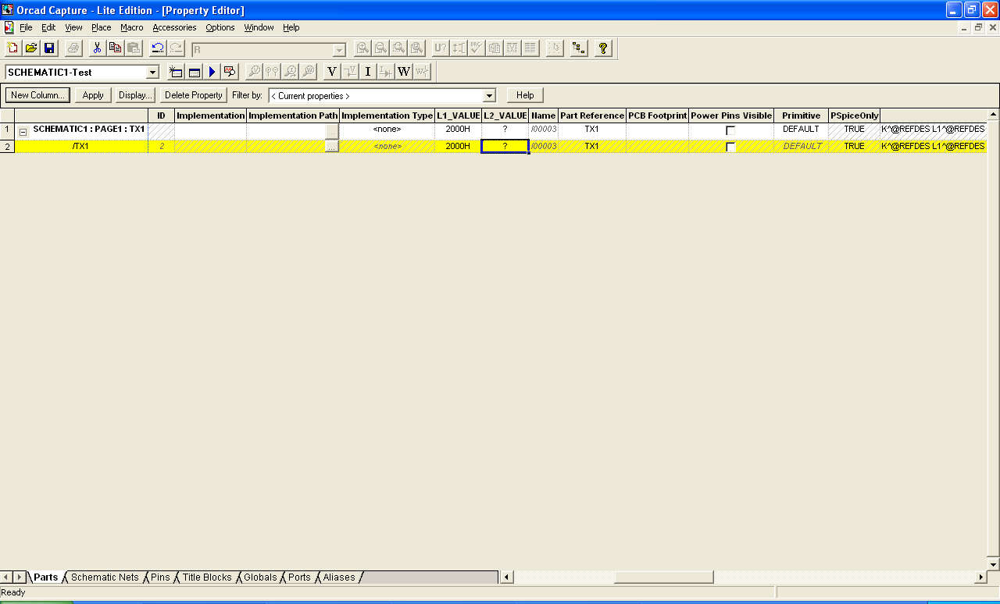 Orcad Capture - Lite Edition - [Property Editor]
File Edit View Place Macro Accessories Options Window Help
R U? DRC ?
SCHEMATIC1-Test V V I I W W
New Column... Apply Display... Delete Property Filter by: < Current properties > Help
ID Implementation Implementation Path Implementation Type L1_VALUE L2_VALUE Name Part Reference PCB Footprint Power Pins Visible Primitive PSpiceOnly
1 SCHEMATIC1 : PAGE1 : TX1 ... <none> 2000H ? I00003 TX1 DEFAULT TRUE K^@REFDES L1^@REFDES
2 /TX1 2 ... <none> 2000H ? I00003 TX1 DEFAULT TRUE K^@REFDES L1^@REFDES
Parts Schematic Nets Pins Title Blocks Globals Ports Aliases
Ready